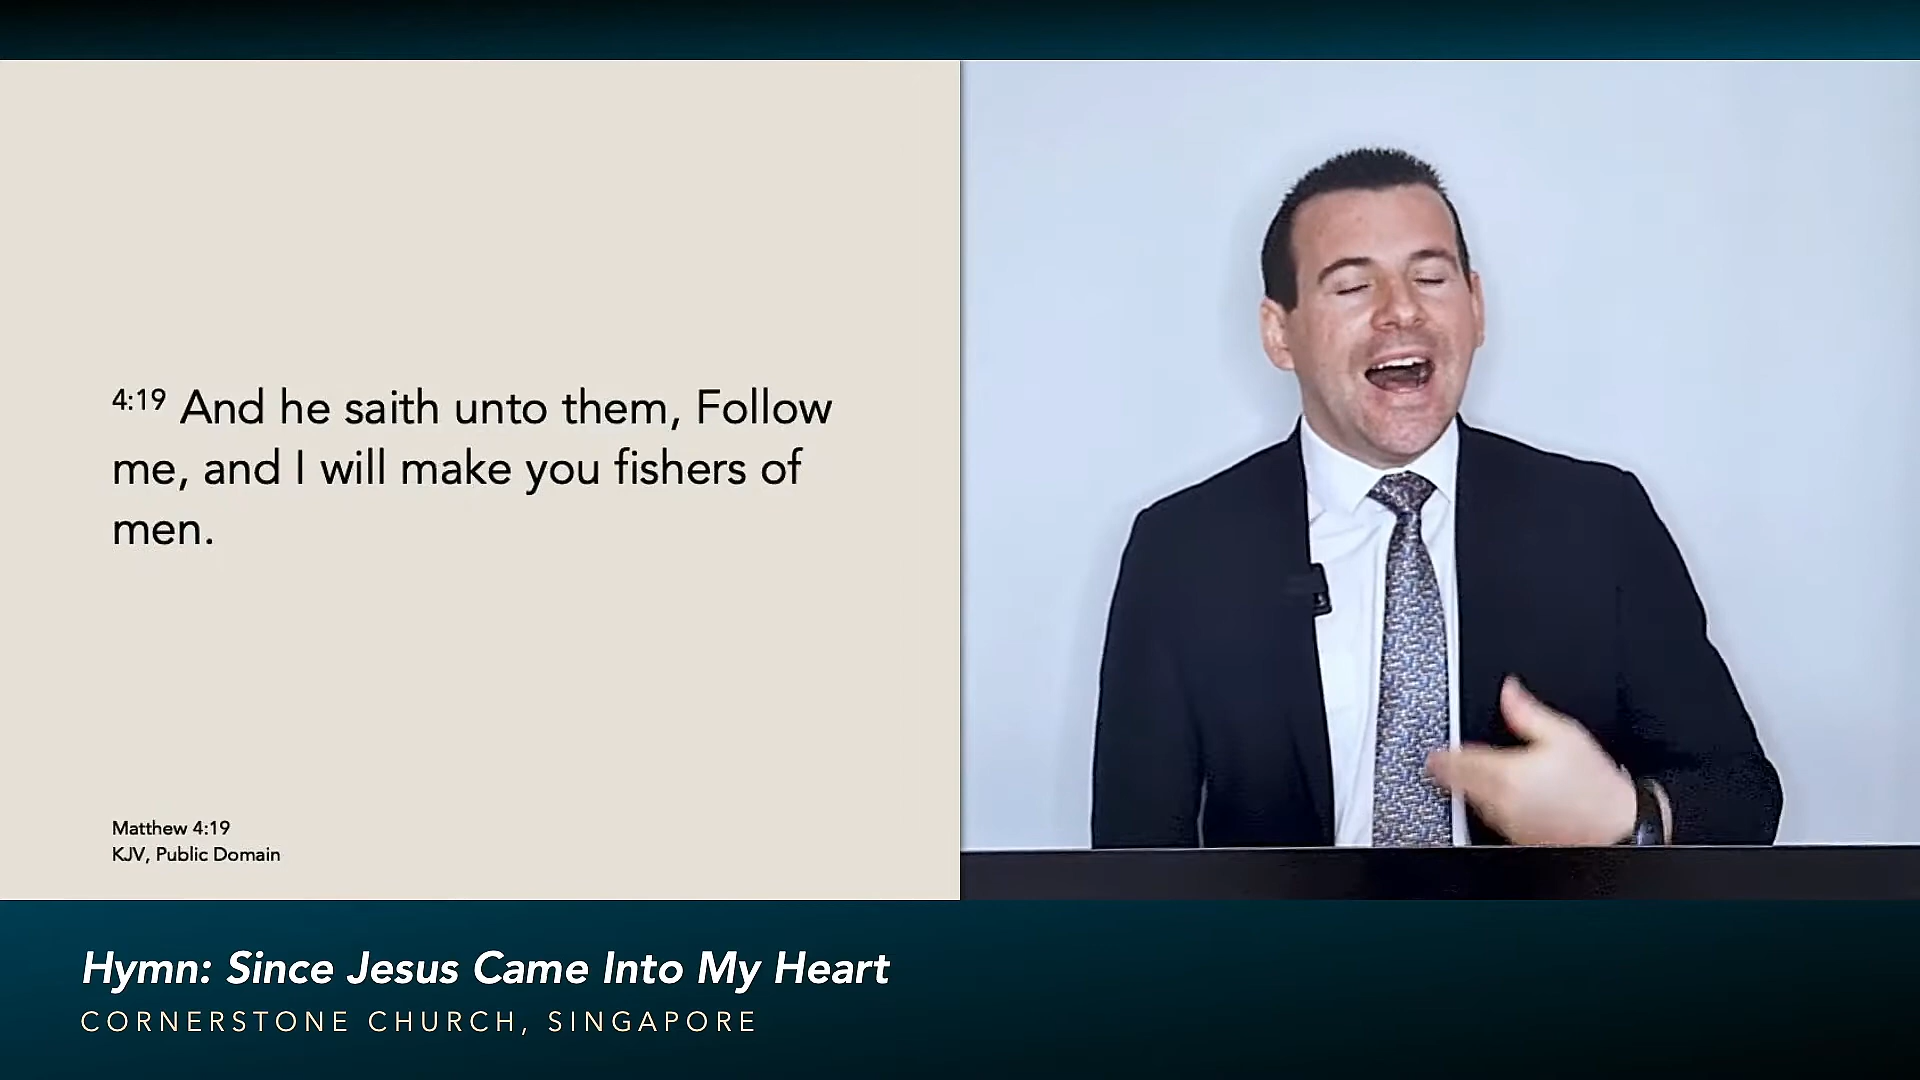 4:19 And he saith unto them, Follow
me, and I will make you fishers of
men.
Matthew 4:19
KJV, Public Domain
Hymn: Since Jesus Came Into My Heart
CORNERSTONE CHURCH, SINGAPORE